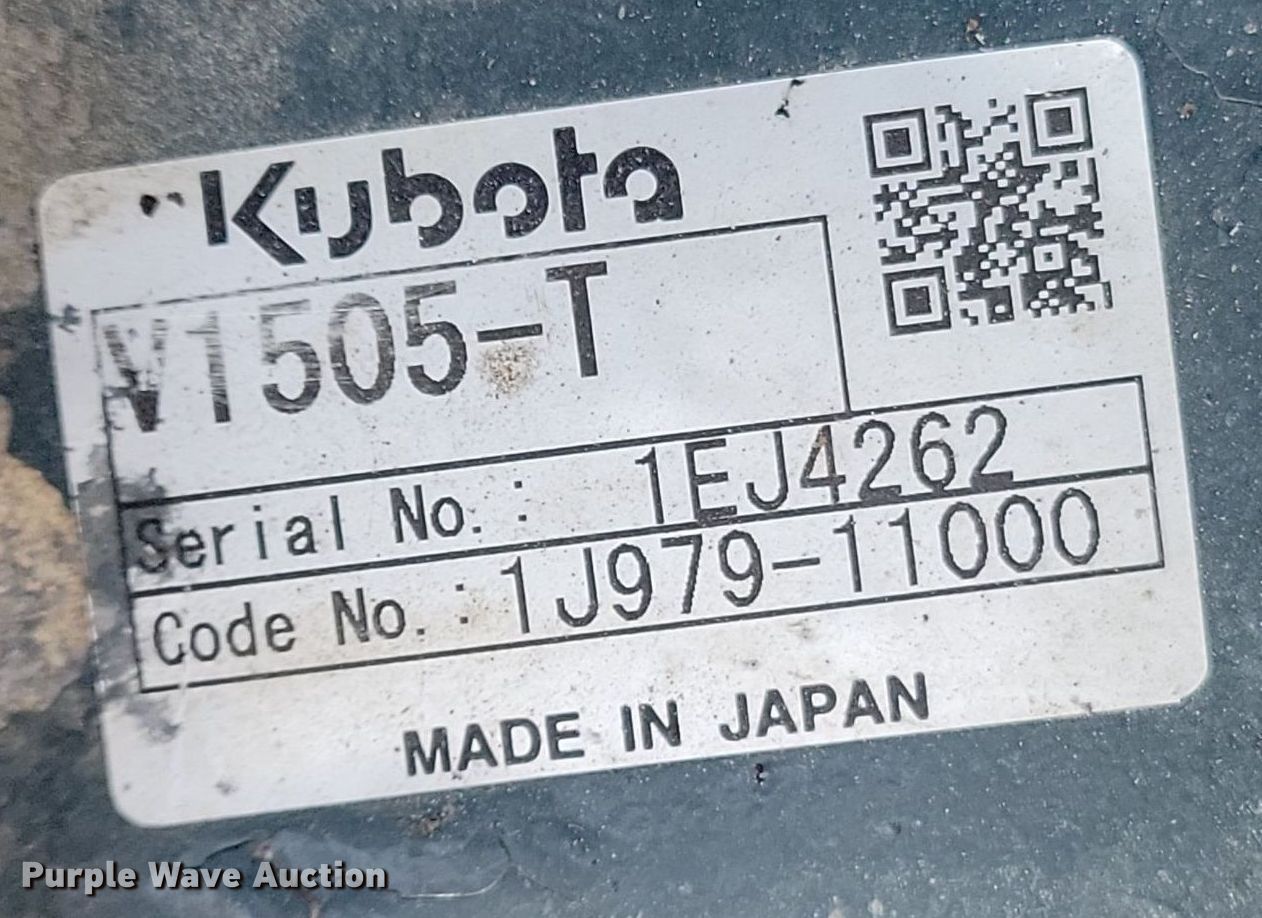 Kubota
V1505-T
Serial No.: 1EJ4262
Code No.: 1J979-11000
MADE IN JAPAN
Purple Wave Auction